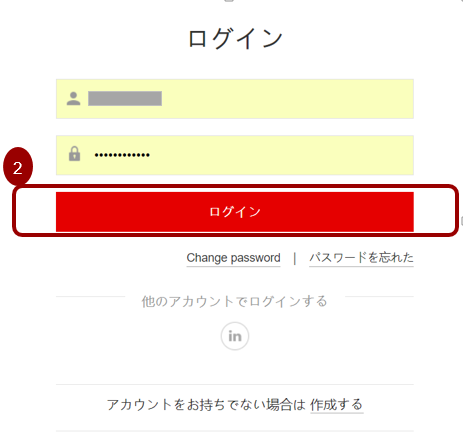 ログイン
••••••••••••
2
ログイン
Change password | パスワードを忘れた
他のアカウントでログインする
in
アカウントをお持ちでない場合は 作成する